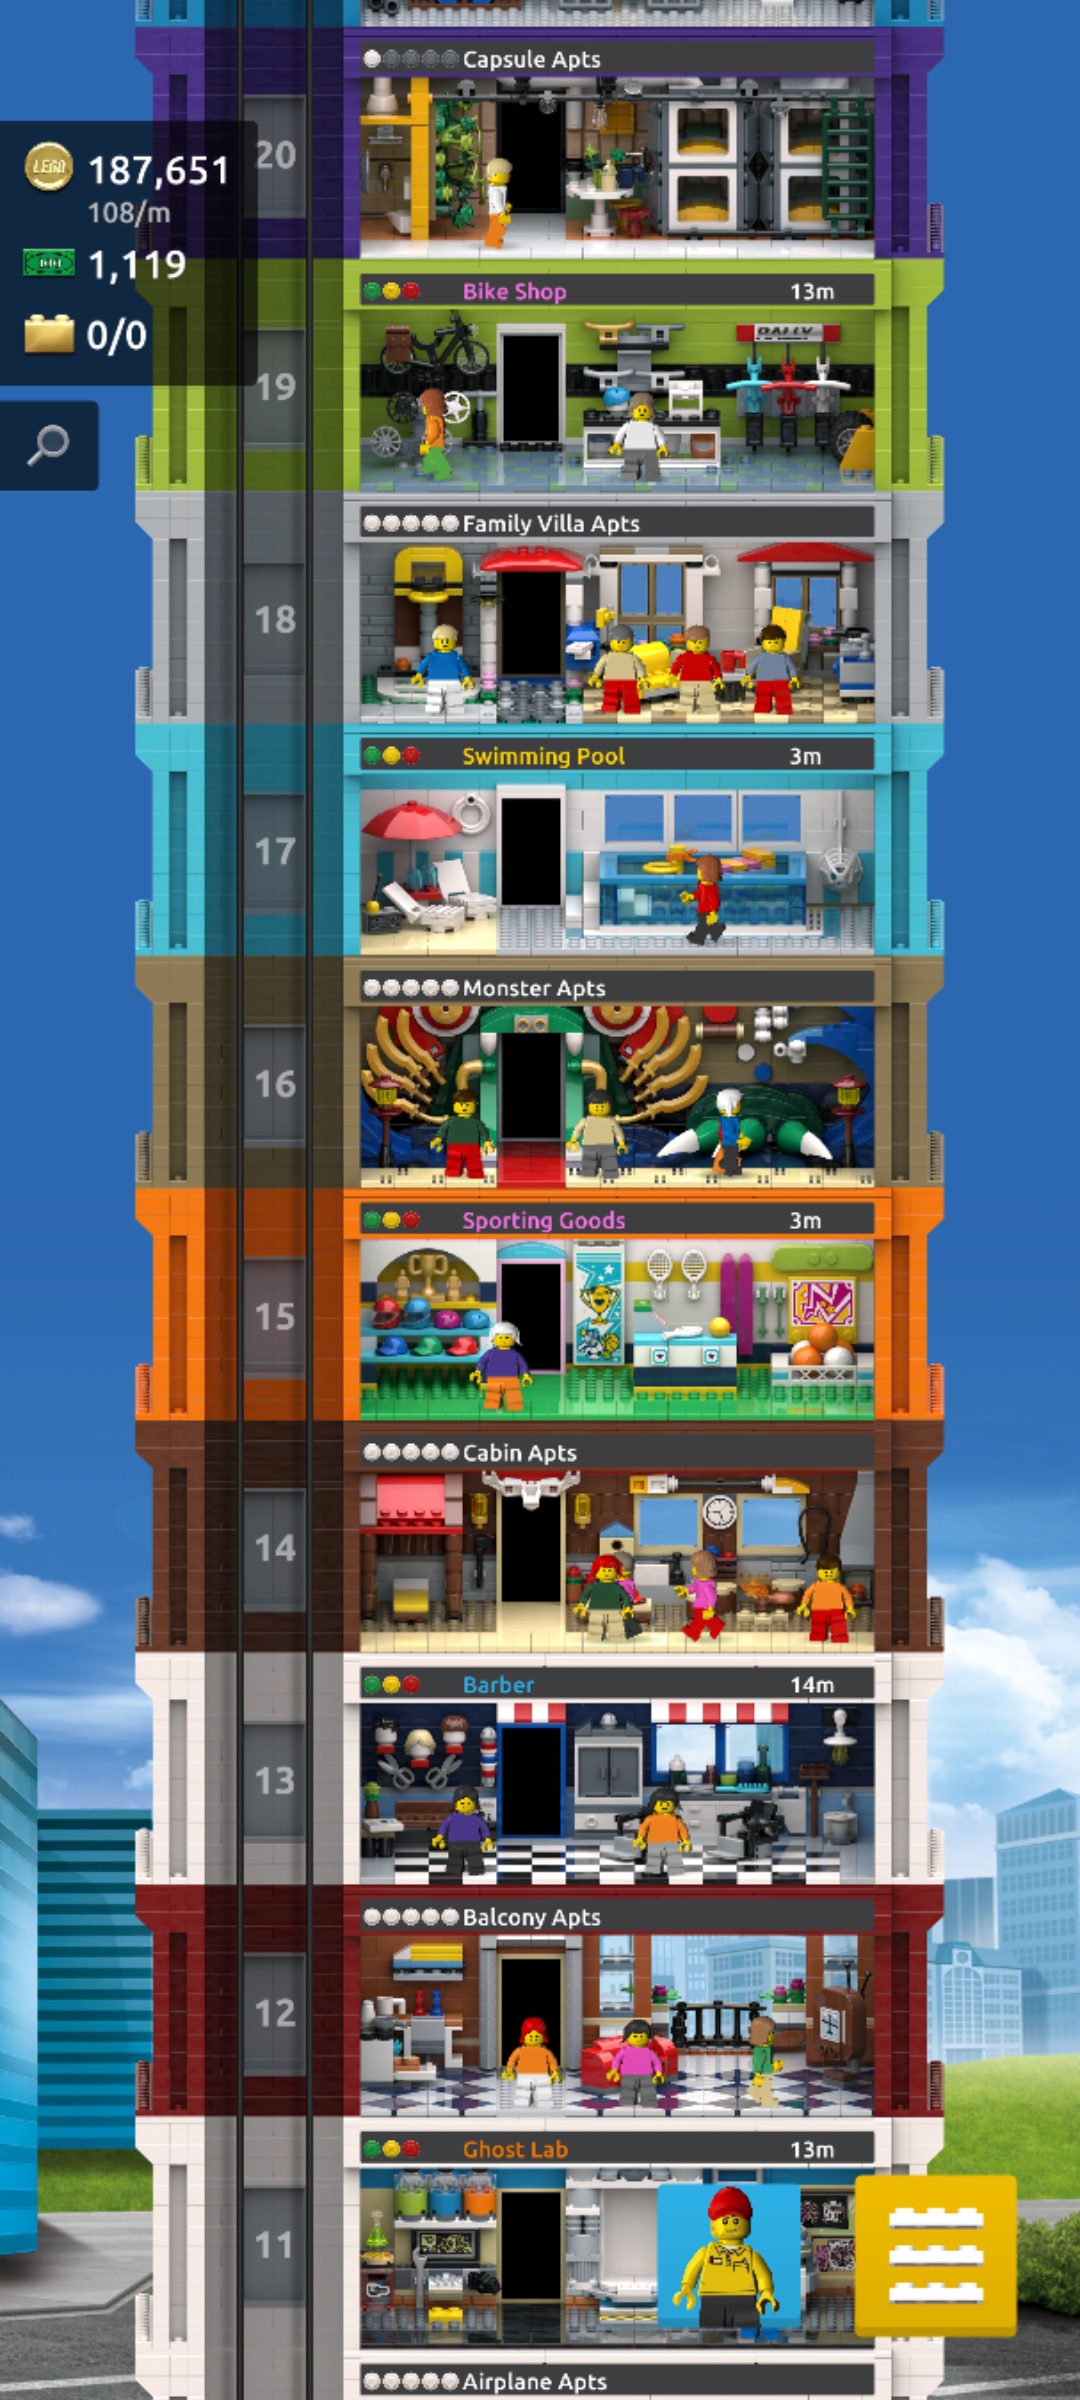 Capsule Apts
20
LEGO 187,651
108/m
1,119
0/0
Bike Shop 13m
RALLY
19
Family Villa Apts
18
Swimming Pool 3m
17
Monster Apts
16
Sporting Goods 3m
15
Cabin Apts
14
Barber 14m
13
Balcony Apts
12
Ghost Lab 13m
11
Airplane Apts